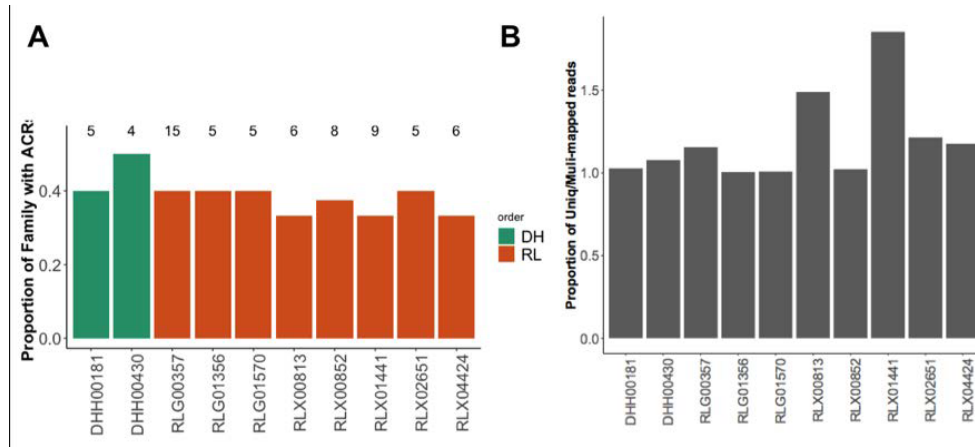 A
Proportion of Family with ACRs
5 4 15 5 5 6 8 9 5 6
0.4
0.2
0.0
DHH00181
DHH00430
RLG00357
RLG01356
RLG01570
RLX00813
RLX00852
RLX01441
RLX02651
RLX04424
order
DH
RL
B
Proportion of Uniq/Muli-mapped reads
1.5
1.0
0.5
0.0
DHH00181
DHH00430
RLG00357
RLG01356
RLG01570
RLX00813
RLX00852
RLX01441
RLX02651
RLX04424